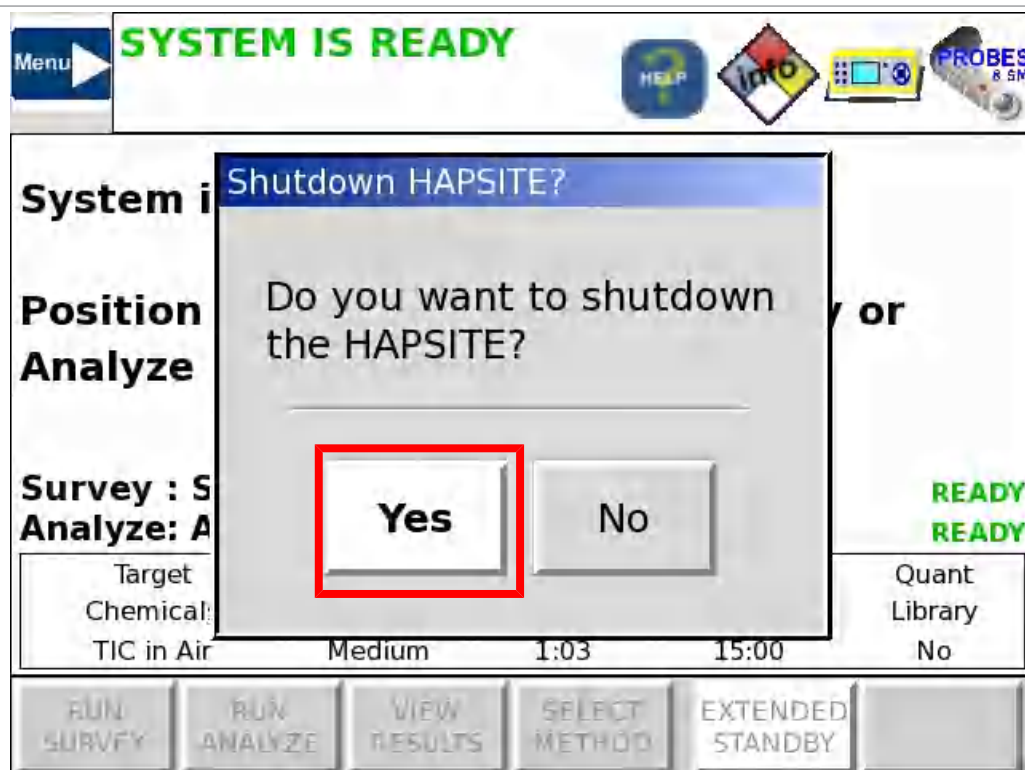 Menu
SYSTEM IS READY
HELP
info
PROBES
& SM
Shutdown HAPSITE?
System i
Do you want to shutdown
the HAPSITE?
Position
y or
Analyze
Survey : S
READY
Analyze: A
READY
Yes
No
Target
Quant
Chemical
Library
TIC in Air
Medium
1:03
15:00
No
RUN
SURVEY
RUN
ANALYZE
VIEW
RESULTS
SELECT
METHOD
EXTENDED
STANDBY